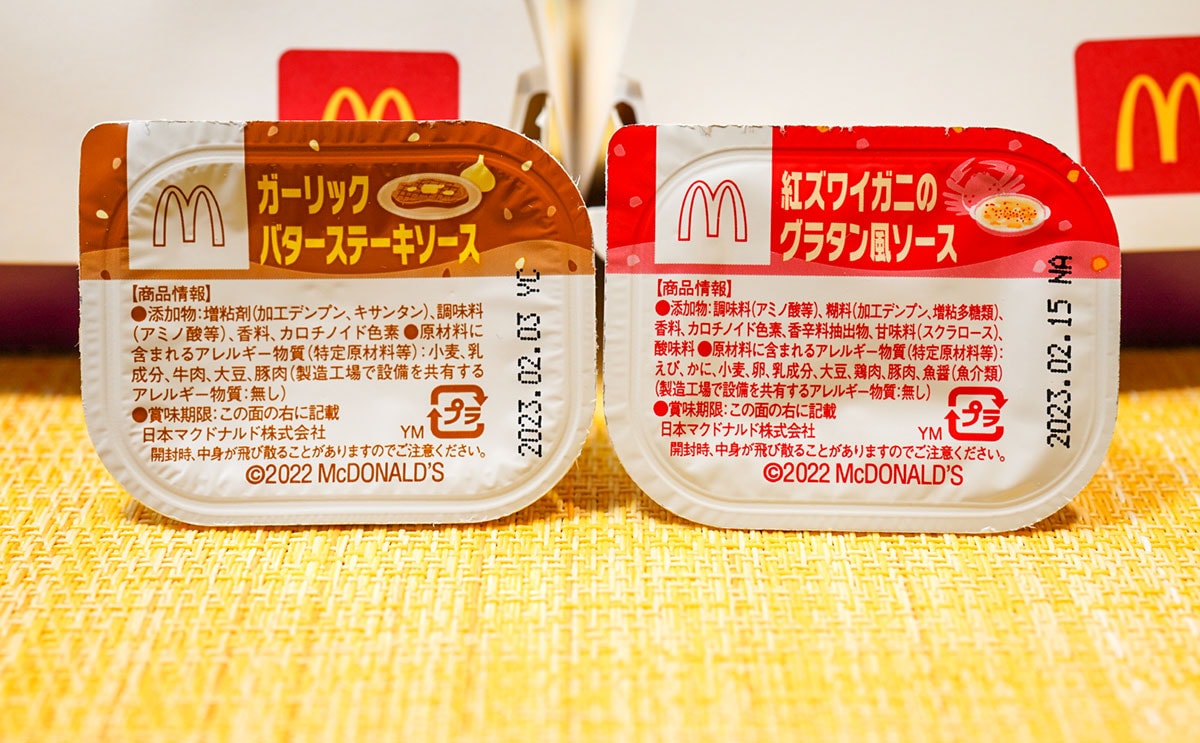 ガーリック
バターステーキソース
【商品情報】
●添加物:増粘剤(加工デンプン、キサンタン)、調味料
(アミノ酸等)、香料、カロチノイド色素 ●原材料に
含まれるアレルギー物質(特定原材料等):小麦、乳
成分、牛肉、大豆、豚肉(製造工場で設備を共有する
アレルギー物質:無し)
●賞味期限:この面の右に記載
日本マクドナルド株式会社
YM
プラ
開封時、中身が飛び散ることがありますのでご注意ください。
©2022 McDONALD'S
2023.02.03 YC
紅ズワイガニの
グラタン風ソース
【商品情報】
●添加物:調味料(アミノ酸等)、糊料(加工デンプン、増粘多糖類)、
香料、カロチノイド色素、香辛料抽出物、甘味料(スクラロース)、
酸味料 ●原材料に含まれるアレルギー物質(特定原材料等):
えび、かに、小麦、卵、乳成分、大豆、鶏肉、豚肉、魚醤(魚介類)
(製造工場で設備を共有するアレルギー物質:無し)
●賞味期限:この面の右に記載
日本マクドナルド株式会社
YM
プラ
開封時、中身が飛び散ることがありますのでご注意ください。
©2022 McDONALD'S
2023.02.15 NA